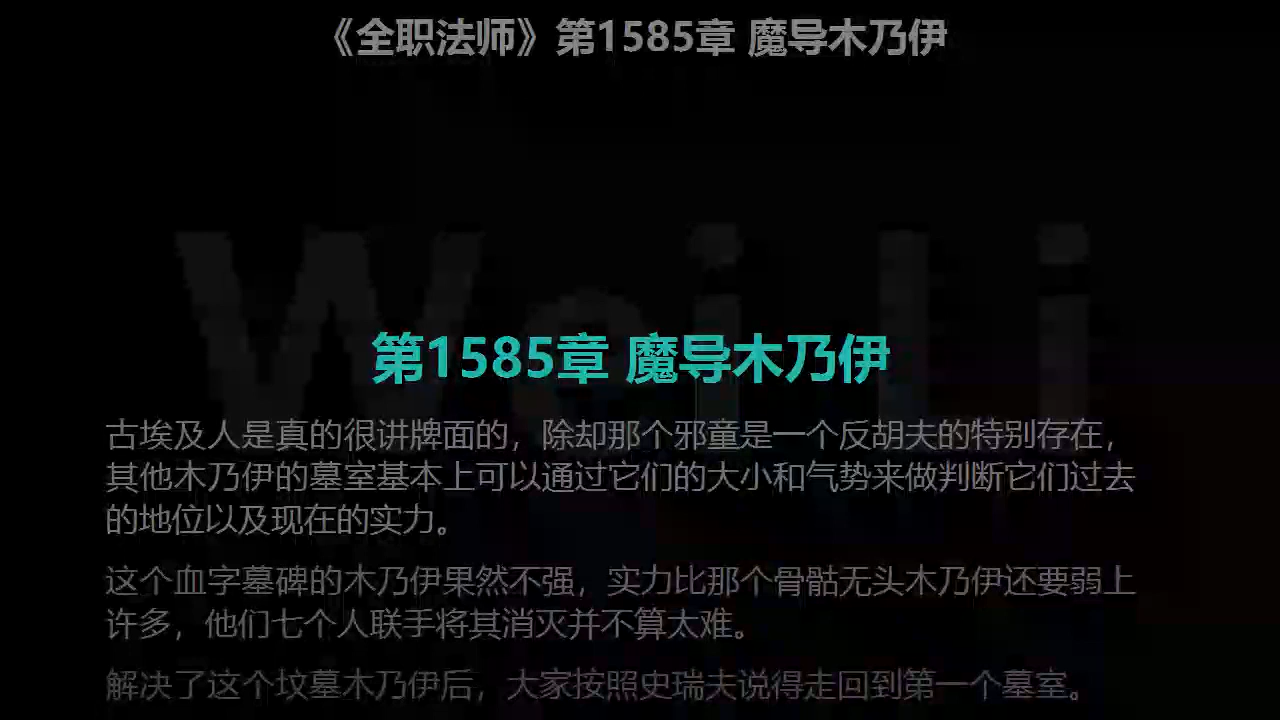 《全职法师》第1585章 魔导木乃伊
Wei Li
第1585章 魔导木乃伊
古埃及人是真的很讲牌面的，除却那个邪童是一个反胡夫的特别存在，
其他木乃伊的墓室基本上可以通过它们的大小和气势来做判断它们过去
的地位以及现在的实力。
这个血字墓碑的木乃伊果然不强，实力比那个骨骷无头木乃伊还要弱上
许多，他们七个人联手将其消灭并不算太难。
解决了这个坟墓木乃伊后，大家按照史瑞夫说得走回到第一个墓室。